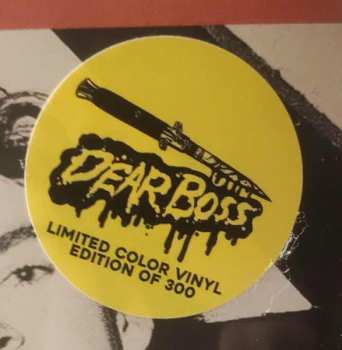 DEAR BOSS
LIMITED COLOR VINYL
EDITION OF 300